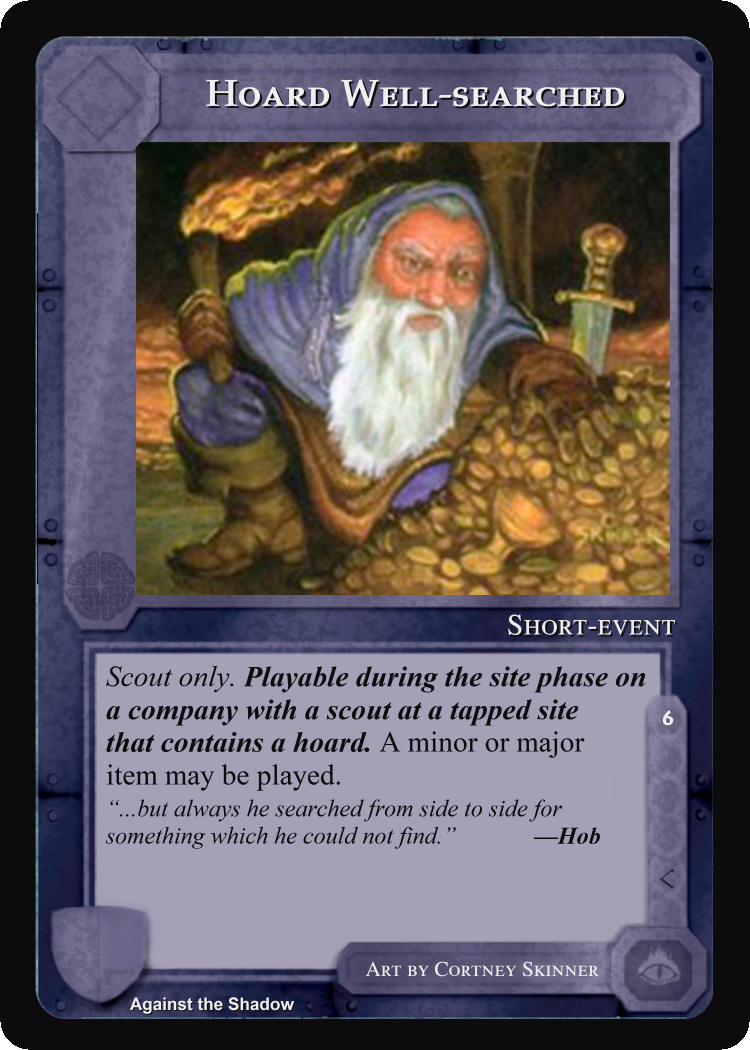 Hoard Well-searched
Skinner
Short-event
Scout only. Playable during the site phase on
a company with a scout at a tapped site
that contains a hoard. A minor or major
item may be played.
6
“...but always he searched from side to side for
something which he could not find.” —Hob
Art by Cortney Skinner
Against the Shadow